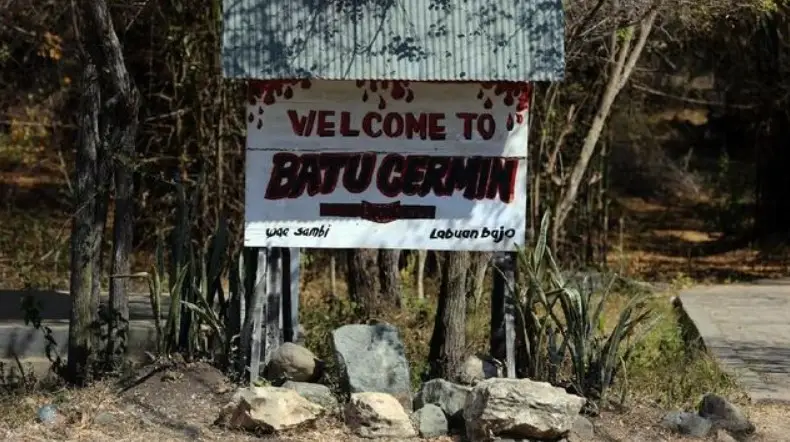 WELCOME TO
BATU CERMIN
wae sambi Labuan Bajo